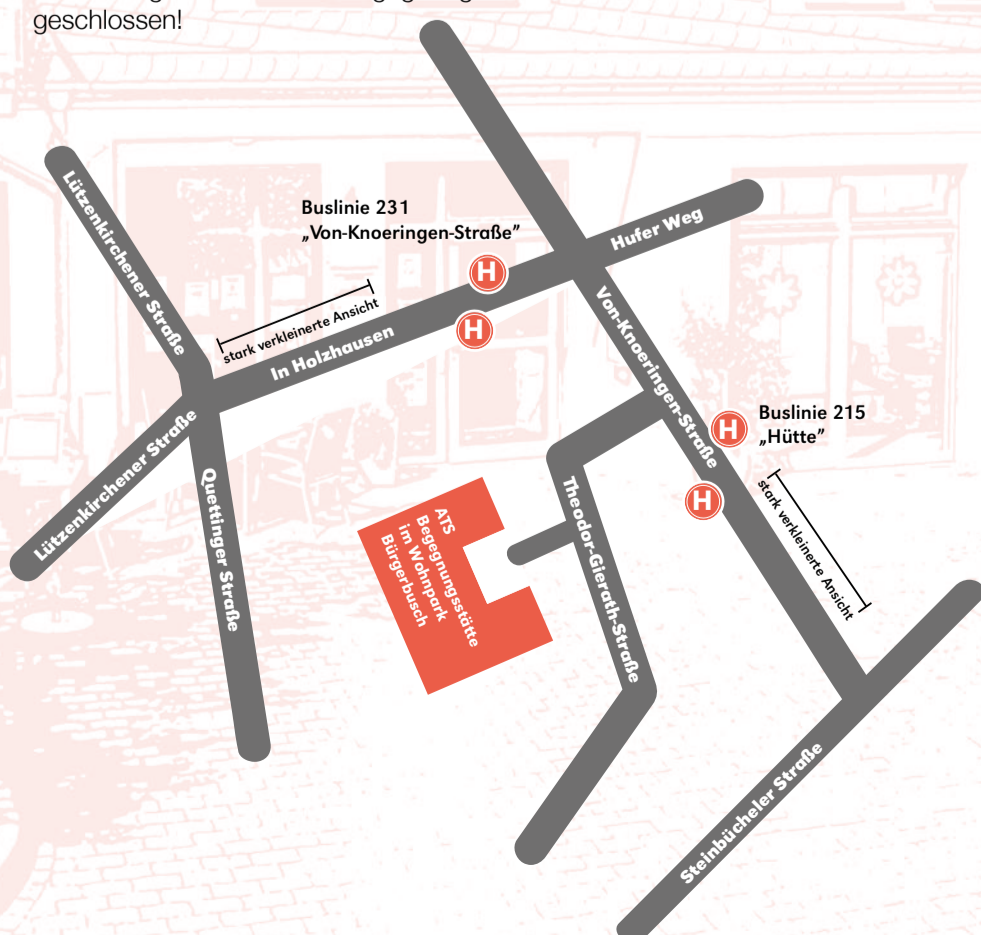 geschlossen!
Lützenkirchener Straße
Buslinie 231
„Von-Knoeringen-Straße”
Hufer Weg
H
H
stark verkleinerte Ansicht
In Holzhausen
Von-Knoeringen-Straße
Buslinie 215
„Hütte”
H
H
stark verkleinerte Ansicht
Lützenkirchener Straße
Quettinger Straße
ATS
Begegnungsstätte
im Wohnpark
Bürgerbusch
Theodor-Gierath-Straße
Steinbücheler Straße